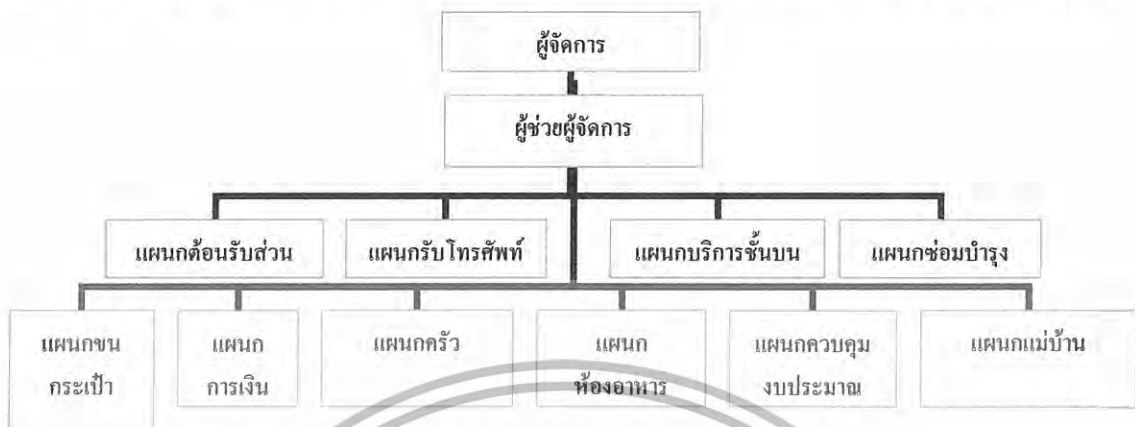 ผู้จัดการ
ผู้ช่วยผู้จัดการ
แผนกต้อนรับส่วน
แผนกรับโทรศัพท์
แผนกบริการชั้นบน
แผนกซ่อมบำรุง
แผนกขน
กระเป๋า
แผนก
การเงิน
แผนกครัว
แผนก
ห้องอาหาร
แผนกควบคุม
งบประมาณ
แผนกแม่บ้าน